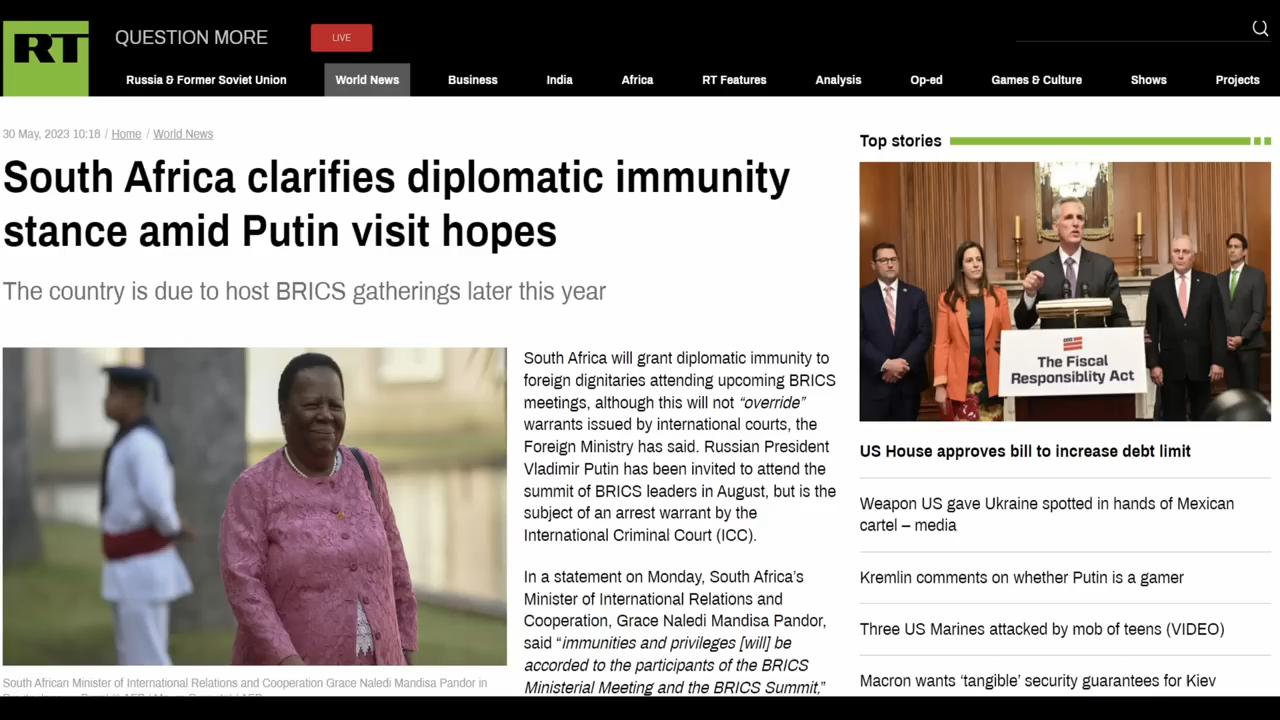 RT
QUESTION MORE
LIVE
Russia & Former Soviet Union
World News
Business
India
Africa
RT Features
Analysis
Op-ed
Games & Culture
Shows
Projects
30 May, 2023 10:18 / Home / World News
South Africa clarifies diplomatic immunity
stance amid Putin visit hopes
The country is due to host BRICS gatherings later this year
South African Minister of International Relations and Cooperation Grace Naledi Mandisa Pandor in
South Africa will grant diplomatic immunity to
foreign dignitaries attending upcoming BRICS
meetings, although this will not “override”
warrants issued by international courts, the
Foreign Ministry has said. Russian President
Vladimir Putin has been invited to attend the
summit of BRICS leaders in August, but is the
subject of an arrest warrant by the
International Criminal Court (ICC).
In a statement on Monday, South Africa’s
Minister of International Relations and
Cooperation, Grace Naledi Mandisa Pandor,
said “immunities and privileges [will] be
accorded to the participants of the BRICS
Ministerial Meeting and the BRICS Summit,”
Top stories
The Fiscal
Responsiblity Act
US House approves bill to increase debt limit
Weapon US gave Ukraine spotted in hands of Mexican
cartel – media
Kremlin comments on whether Putin is a gamer
Three US Marines attacked by mob of teens (VIDEO)
Macron wants ‘tangible’ security guarantees for Kiev